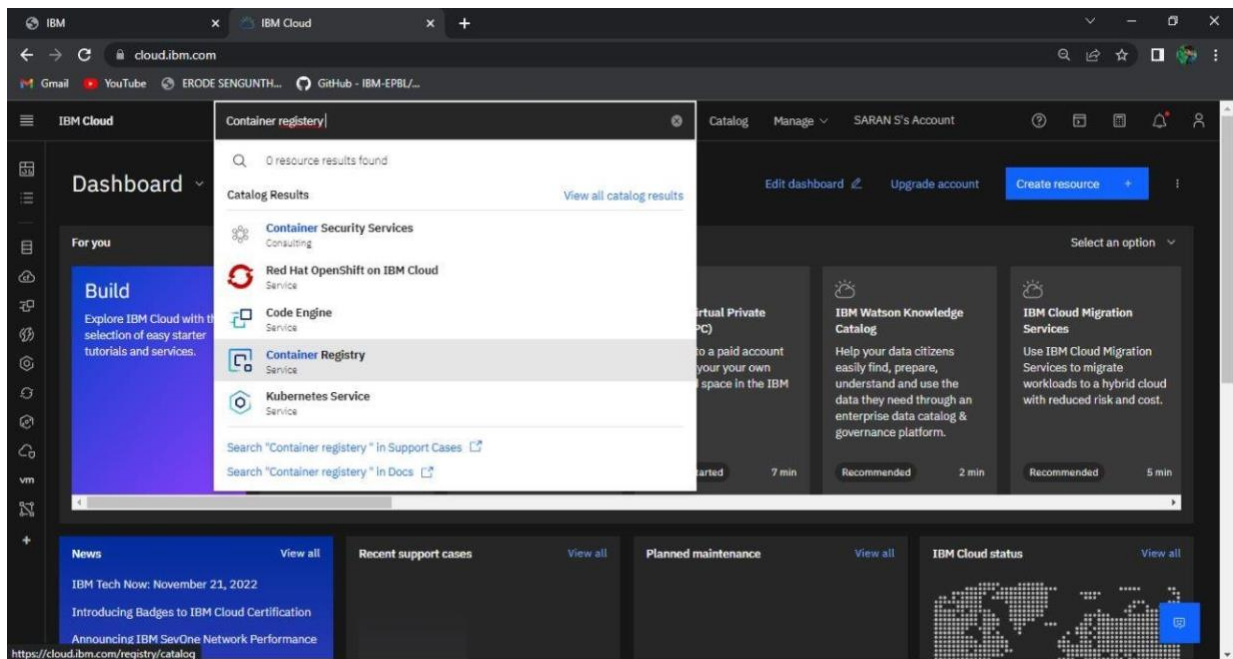 IBM
IBM Cloud
cloud.ibm.com
Gmail
YouTube
ERODE SENGUNTH...
GitHub - IBM-EPBL/...
IBM Cloud
Container registery
Catalog
Manage
SARAN S's Account
0 resource results found
Dashboard
Edit dashboard
Upgrade account
Create resource +
Catalog Results
View all catalog results
For you
Select an option
Container Security Services
Consulting
Red Hat OpenShift on IBM Cloud
Service
Code Engine
Service
Container Registry
Service
Kubernetes Service
Service
Search "Container registery " in Support Cases
Search "Container registery " in Docs
Build
Explore IBM Cloud with
selection of easy starter
tutorials and services.
to a paid account
your own
space in the IBM
7 min
IBM Watson Knowledge
Catalog
Help your data citizens
easily find, prepare,
understand and use the
data they need through an
enterprise data catalog &
governance platform.
Recommended
2 min
IBM Cloud Migration
Services
Use IBM Cloud Migration
Services to migrate
workloads to a hybrid cloud
with reduced risk and cost.
Recommended
5 min
vm
News
View all
IBM Tech Now: November 21, 2022
Introducing Badges to IBM Cloud Certification
Announcing IBM SevOne Network Performance
Recent support cases
View all
Planned maintenance
View all
IBM Cloud status
View all
https://cloud.ibm.com/registry/catalog